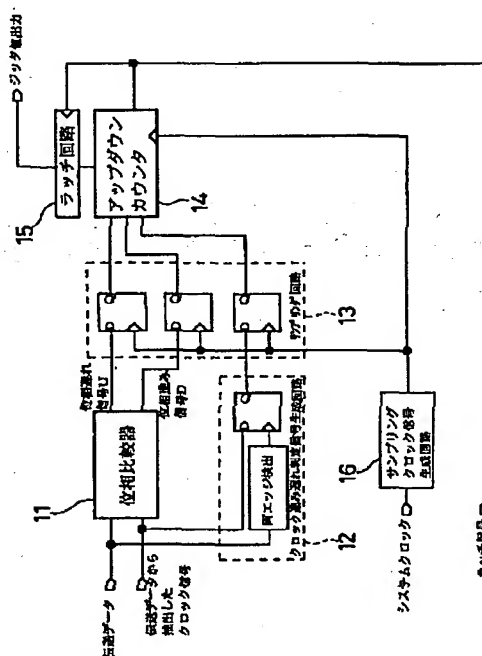 ジッタ値出力
15
ラッチ回路
アップダウン
カウンタ
14
位相遅れ
信号U
位相進み
信号D
サンプリング回路
13
11
位相比較器
両エッジ検出
クロック進み遅れ判定信号生成回路
12
16
サンプリング
クロック信号
生成回路
システムクロック
伝送データ
伝送データから
抽出した
クロック信号